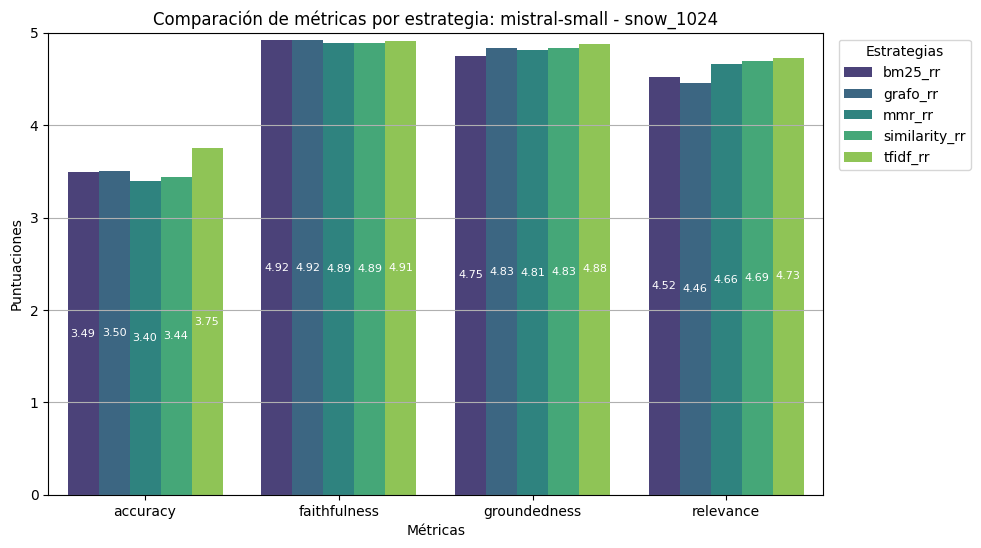 Comparación de métricas por estrategia: mistral-small - snow_1024
Puntuaciones
5
4
3
2
1
0
3.49 3.50 3.40 3.44 3.75
4.92 4.92 4.89 4.89 4.91
4.75 4.83 4.81 4.83 4.88
4.52 4.46 4.66 4.69 4.73
accuracy faithfulness groundedness relevance
Métricas
Estrategias
bm25_rr
grafo_rr
mmr_rr
similarity_rr
tfidf_rr